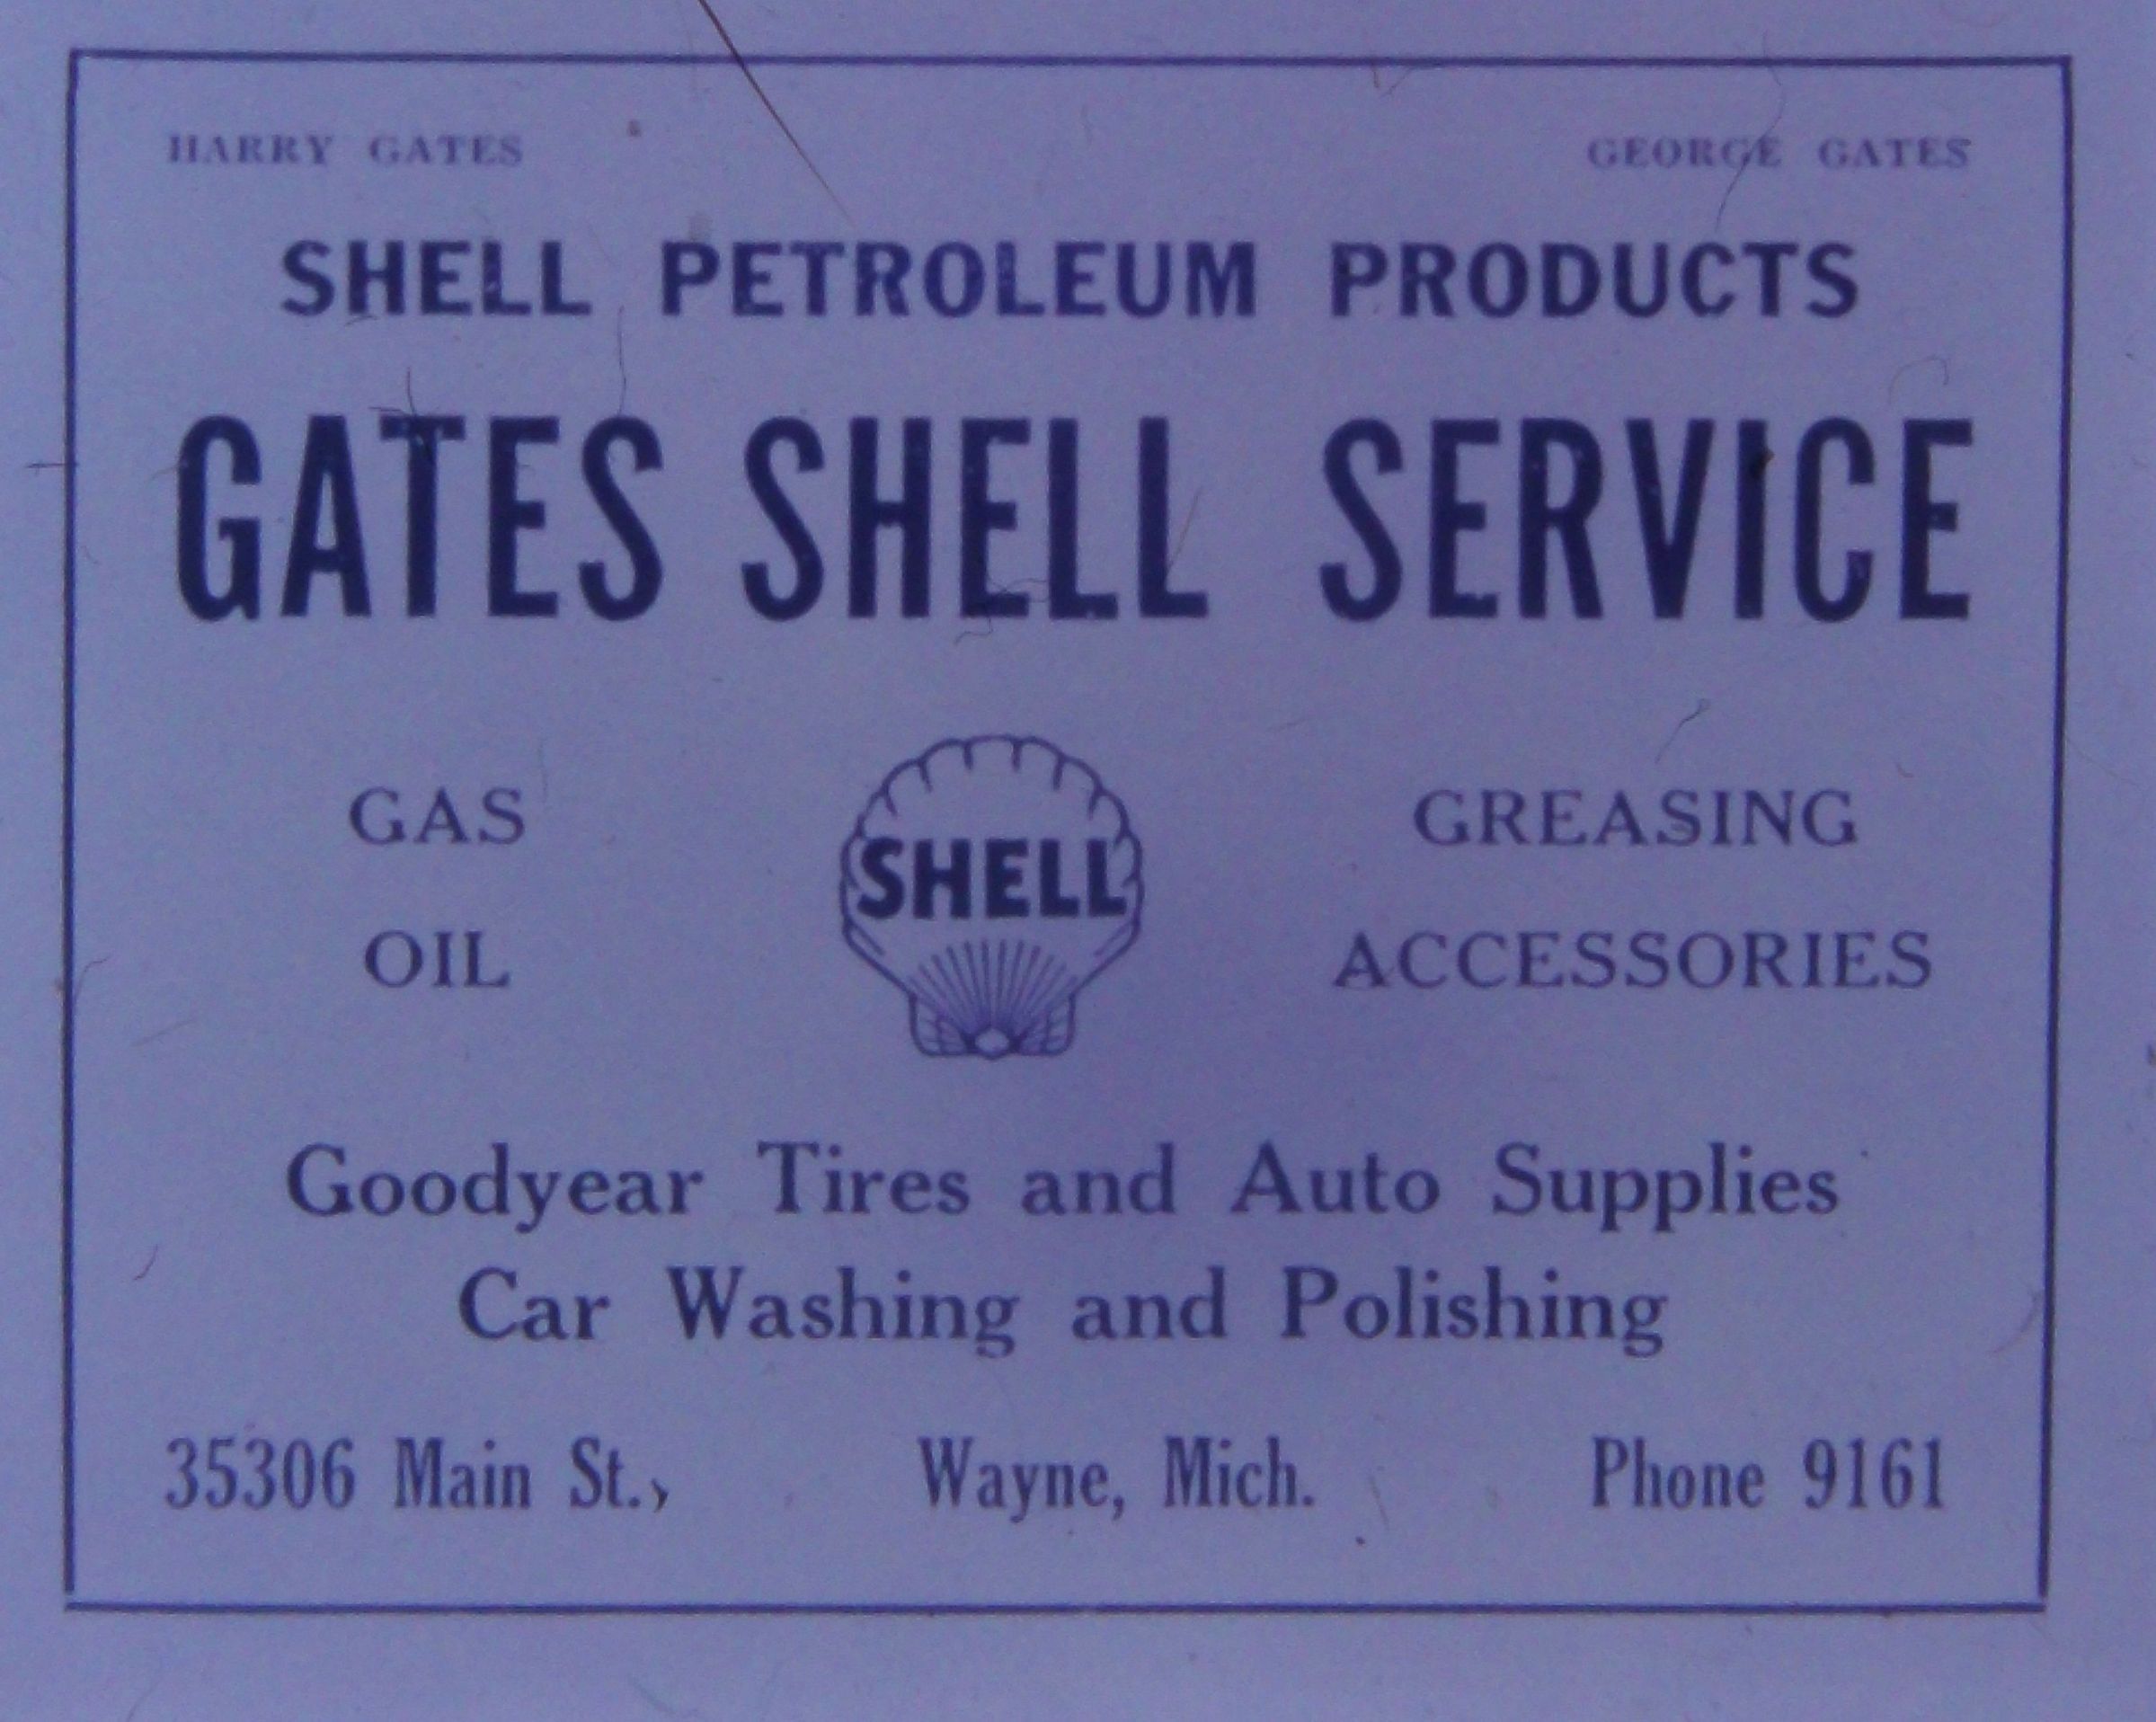 HARRY GATES GEORGE GATES
SHELL PETROLEUM PRODUCTS
GATES SHELL SERVICE
GAS GREASING
SHELL
OIL ACCESSORIES
Goodyear Tires and Auto Supplies
Car Washing and Polishing
35306 Main St., Wayne, Mich. Phone 9161